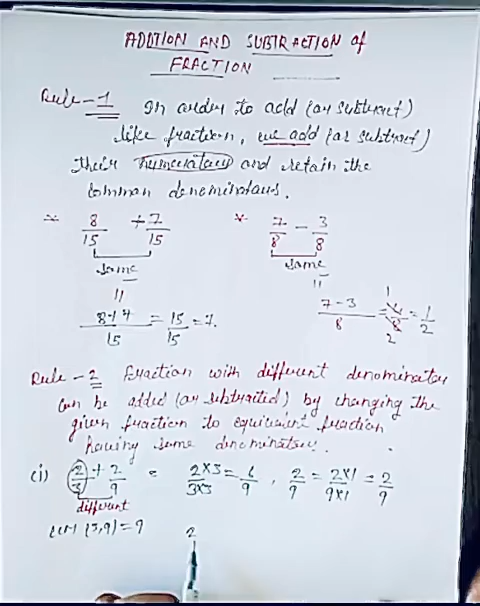 ADDITION AND SUBTRACTION of
FRACTION
Rule-1 In order to add (or subtract)
like fraction, we add (or subtract)
their numerators and retain the
common denominators.
8/15 + 7/15 * 7/8 - 3/8
same same
= =
8+7/15 = 15/15 = 1. 7-3/8 = 4/8 = 1/2
1
2
Rule-2 Fraction with different denominator
can be added (or subtracted) by changing the
given fraction to equivalent fraction
having same denominators.
(i) 2/3 + 2/9 = 2×3/3×3 = 6/9, 2/9 = 2×1/9×1 = 2/9
different
LCM (3,9) = 9 2